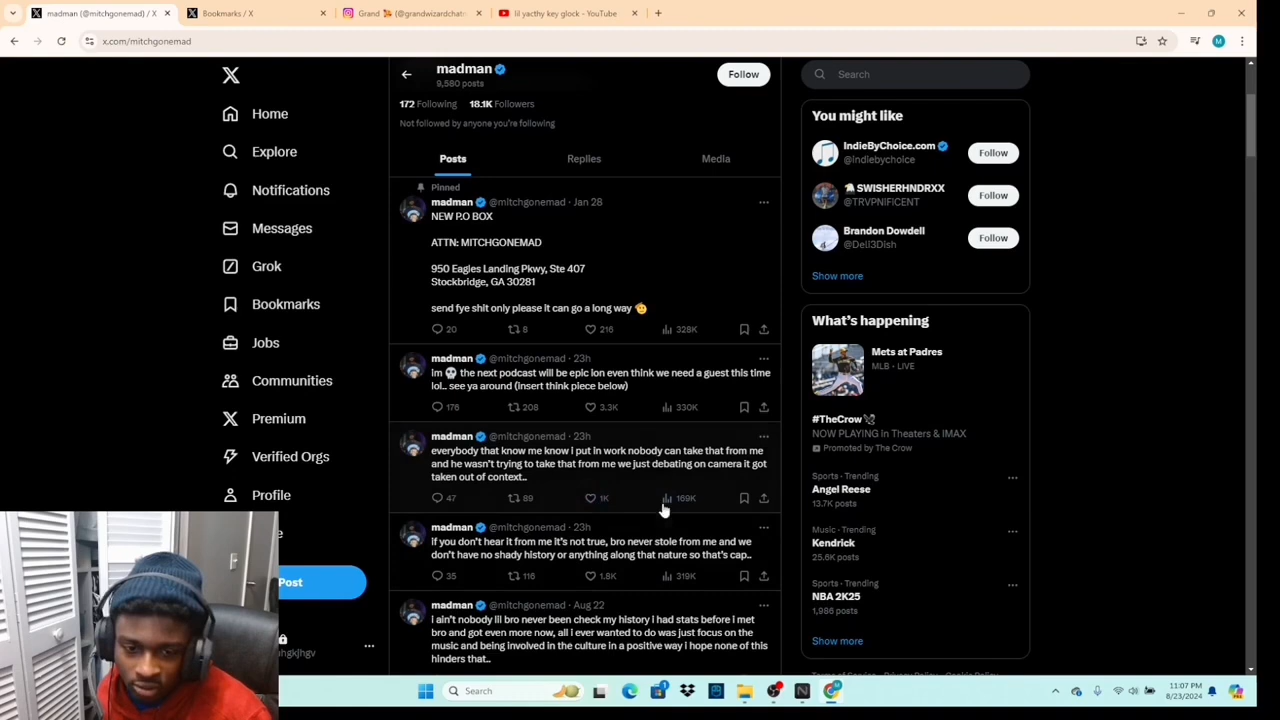 madman (@mitchgonemad) / X
Bookmarks / X
Grand (@grandwizardchatn
lil yacthy key glock - YouTube
x.com/mitchgonemad
M
X
Home
Explore
Notifications
Messages
Grok
Bookmarks
Jobs
Communities
Premium
Verified Orgs
Profile
Post
uhgkjhgv
madman
9,580 posts
Follow
172 Following 18.1K Followers
Not followed by anyone you're following
Posts Replies Media
Pinned
madman @mitchgonemad · Jan 28
NEW P.O BOX
ATTN: MITCHGONEMAD
950 Eagles Landing Pkwy, Ste 407
Stockbridge, GA 30281
send fye shit only please it can go a long way
20 8 216 328K
madman @mitchgonemad · 23h
im 💀 the next podcast will be epic ion even think we need a guest this time
lol.. see ya around (insert think piece below)
176 208 3.3K 330K
madman @mitchgonemad · 23h
everybody that know me know i put in work nobody can take that from me
and he wasn't trying to take that from me we just debating on camera it got
taken out of context..
47 89 1K 169K
madman @mitchgonemad · 23h
if you don't hear it from me it's not true, bro never stole from me and we
don't have no shady history or anything along that nature so that's cap..
35 116 1.8K 319K
madman @mitchgonemad · Aug 22
i ain't nobody lil bro never been check my history i had stats before i met
bro and got even more now, all i ever wanted to do was just focus on the
music and being involved in the culture in a positive way i hope none of this
hinders that..
Search
You might like
IndieByChoice.com
@indiebychoice
Follow
SWISHERHNDRXX
@TRVPNIFICENT
Follow
Brandon Dowdell
@Deli3Dish
Follow
Show more
What's happening
Mets at Padres
MLB · LIVE
#TheCrow
NOW PLAYING in Theaters & IMAX
Promoted by The Crow
Sports · Trending
Angel Reese
13.7K posts
Music · Trending
Kendrick
25.6K posts
Sports · Trending
NBA 2K25
1,986 posts
Show more
Search
11:07 PM
8/23/2024